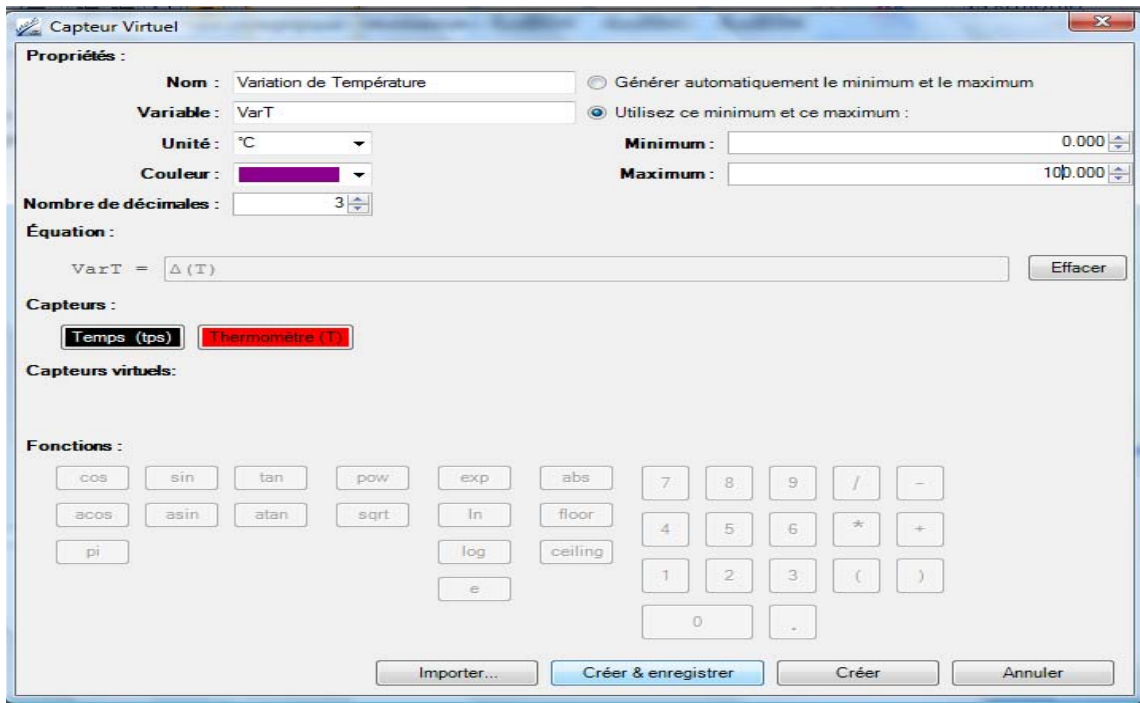 Capteur Virtuel
Propriétés :
Nom : Variation de Température
Générer automatiquement le minimum et le maximum
Variable : VarT
Utilisez ce minimum et ce maximum :
Unité : °C
Minimum : 0.000
Couleur :
Maximum : 100.000
Nombre de décimales : 3
Équation :
VarT = Δ(T) Effacer
Capteurs :
Temps (tps) Thermomètre (T)
Capteurs virtuels:
Fonctions :
cos sin tan pow exp abs 7 8 9 / -
acos asin atan sqrt ln floor 4 5 6 * +
pi log ceiling 1 2 3 ( )
e 0 .
Importer... Créer & enregistrer Créer Annuler